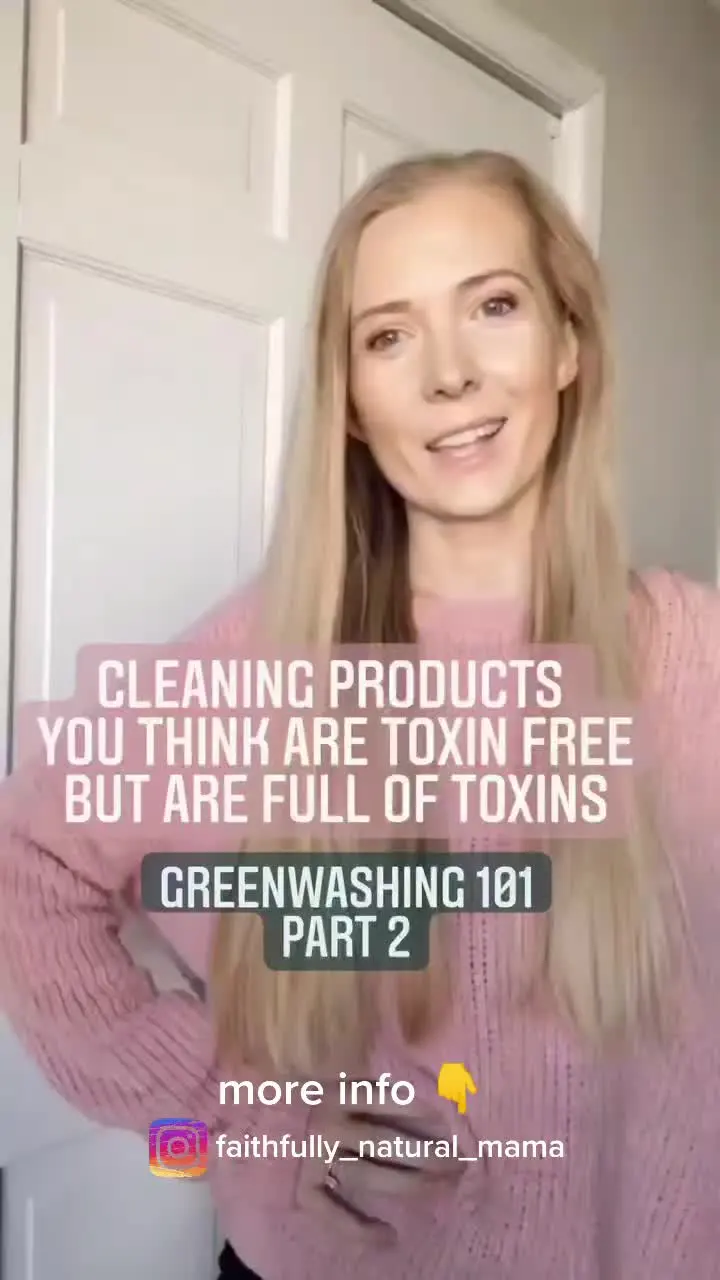 CLEANING PRODUCTS
YOU THINK ARE TOXIN FREE
BUT ARE FULL OF TOXINS
GREENWASHING 101
PART 2
more info 👇
faithfully_natural_mama